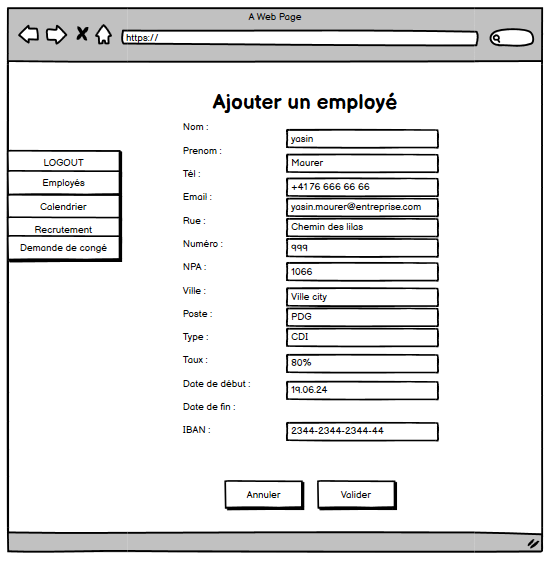 A Web Page
https://
Ajouter un employé
LOGOUT
Employés
Calendrier
Recrutement
Demande de congé
Nom : yasin
Prenom : Maurer
Tél : +4176 666 66 66
Email : yasin.maurer@entreprise.com
Rue : Chemin des lilas
Numéro : 999
NPA : 1066
Ville : Ville city
Poste : PDG
Type : CDI
Taux : 80%
Date de début : 19.06.24
Date de fin :
IBAN : 2344-2344-2344-44
Annuler Valider